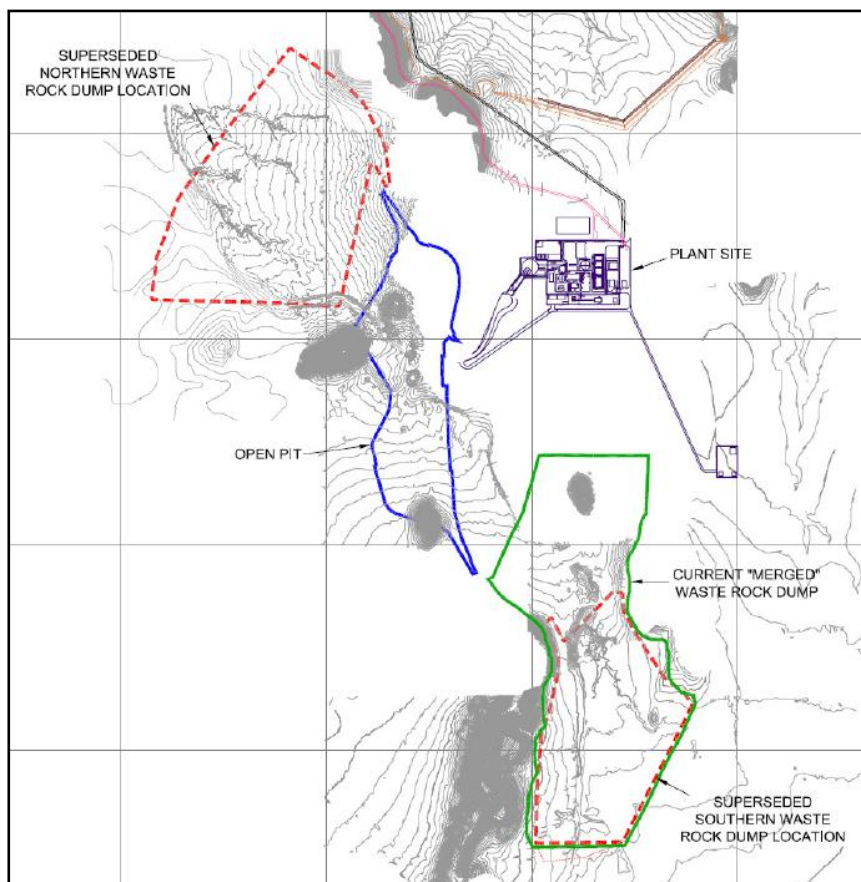 SUPERSEDED
NORTHERN WASTE
ROCK DUMP LOCATION
PLANT SITE
OPEN PIT
CURRENT "MERGED"
WASTE ROCK DUMP
SUPERSEDED
SOUTHERN WASTE
ROCK DUMP LOCATION